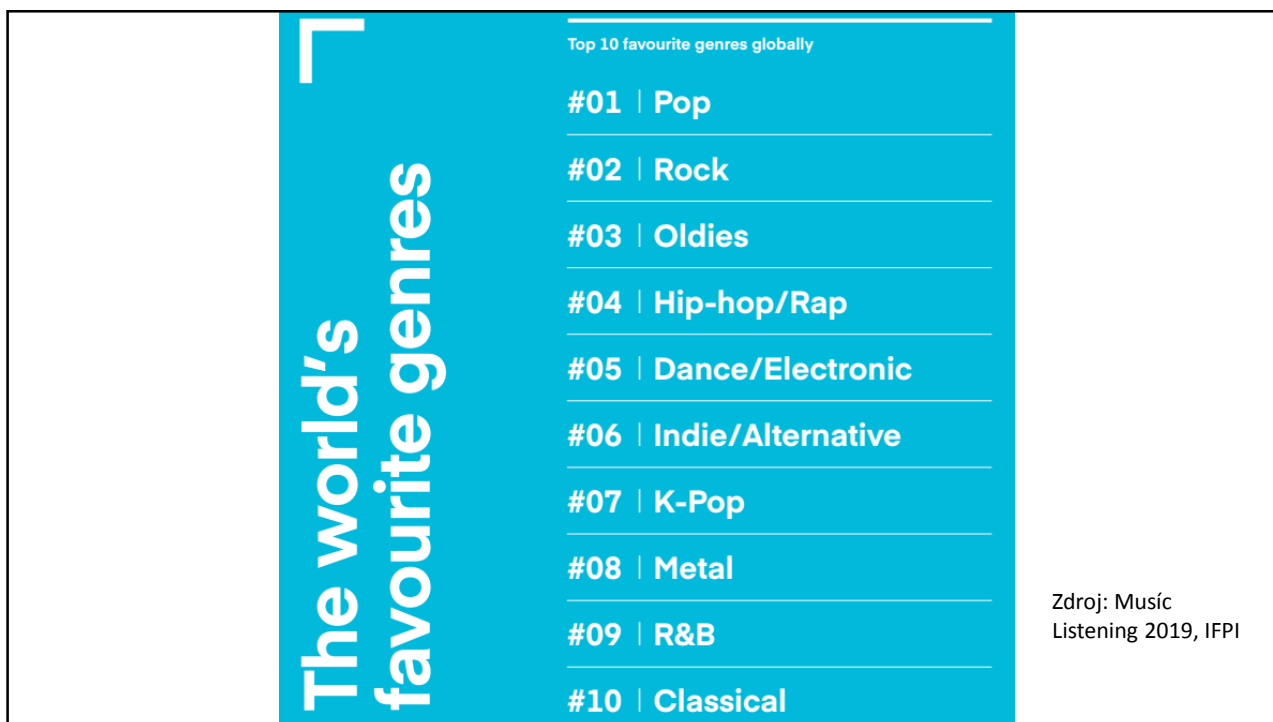 The world's
favourite genres
Top 10 favourite genres globally
#01 | Pop
#02 | Rock
#03 | Oldies
#04 | Hip-hop/Rap
#05 | Dance/Electronic
#06 | Indie/Alternative
#07 | K-Pop
#08 | Metal
#09 | R&B
#10 | Classical
Zdroj: Musíc
Listening 2019, IFPI